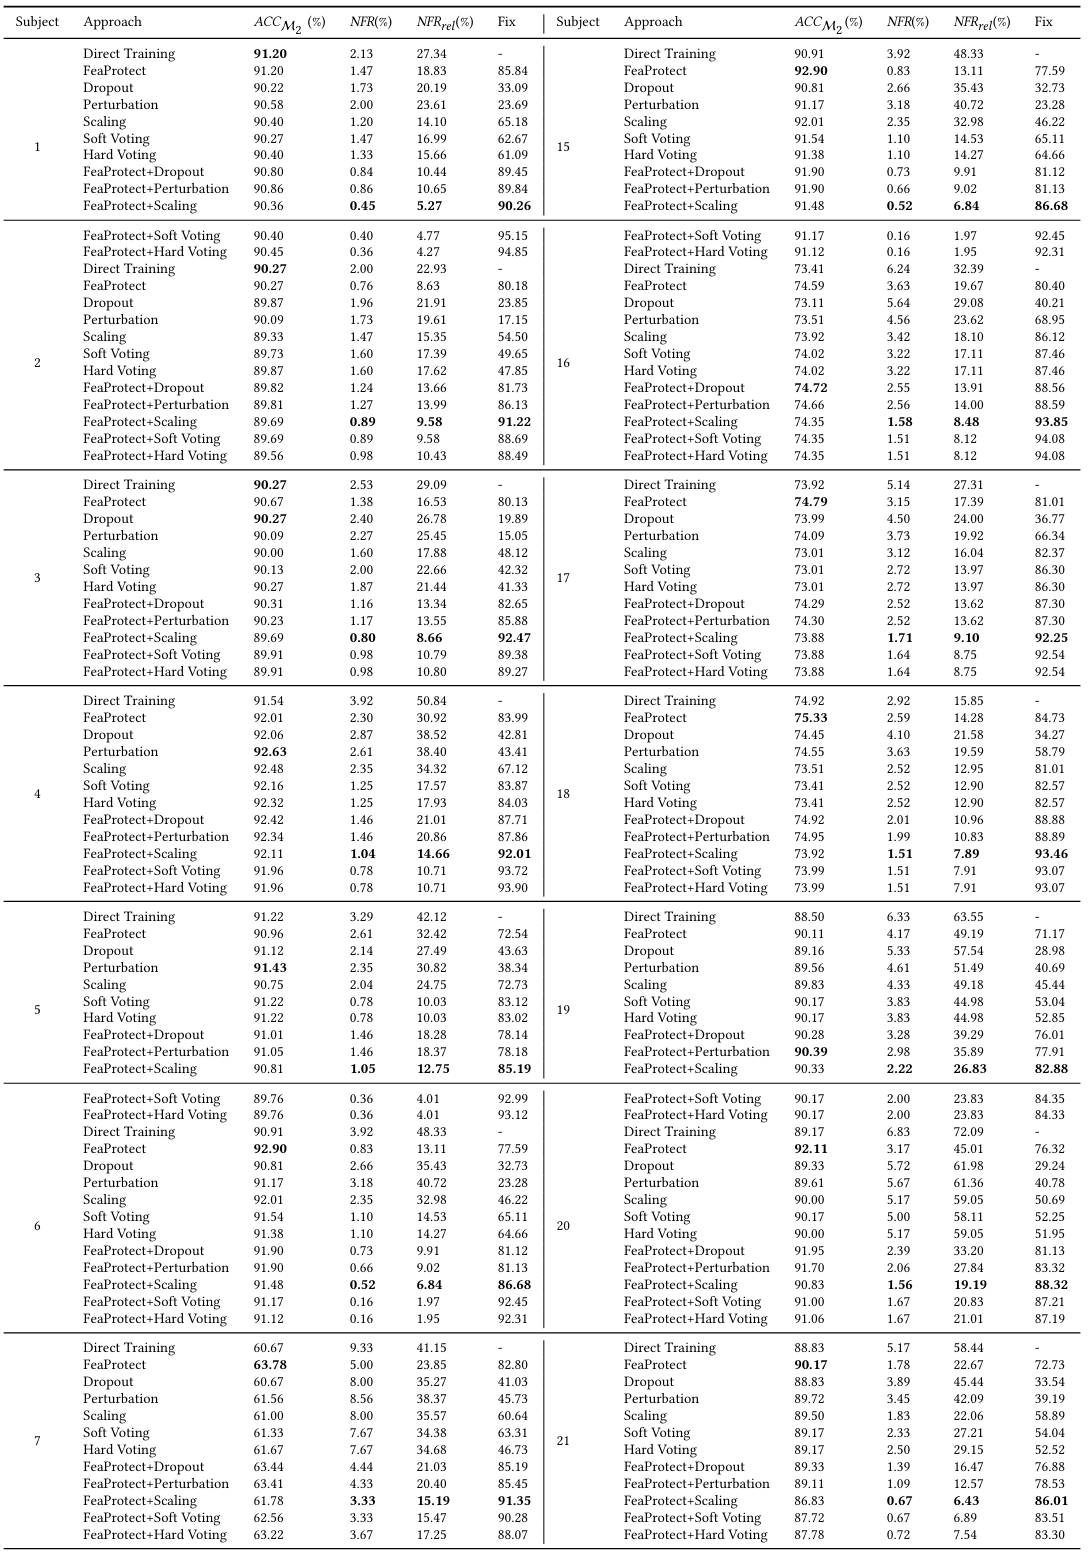 Subject Approach ACC_M2 (%) NFR(%) NFR_rel(%) Fix Subject Approach ACC_M2 (%) NFR(%) NFR_rel(%) Fix
Direct Training 91.20 2.13 27.34 - Direct Training 90.91 3.92 48.33 -
FeaProtect 91.20 1.47 18.83 85.84 FeaProtect 92.90 0.83 13.11 77.59
Dropout 90.22 1.73 20.19 33.09 Dropout 90.81 2.66 35.43 32.73
Perturbation 90.58 2.00 23.61 23.69 Perturbation 91.17 3.18 40.72 23.28
Scaling 90.40 1.20 14.10 65.18 Scaling 92.01 2.35 32.98 46.22
Soft Voting 90.27 1.47 16.99 62.67 Soft Voting 91.54 1.10 14.53 65.11
1 Hard Voting 90.40 1.33 15.66 61.09 15 Hard Voting 91.38 1.10 14.27 64.66
FeaProtect+Dropout 90.80 0.84 10.44 89.45 FeaProtect+Dropout 91.90 0.73 9.91 81.12
FeaProtect+Perturbation 90.86 0.86 10.65 89.84 FeaProtect+Perturbation 91.90 0.66 9.02 81.13
FeaProtect+Scaling 90.36 0.45 5.27 90.26 FeaProtect+Scaling 91.48 0.52 6.84 86.68
FeaProtect+Soft Voting 90.40 0.40 4.77 95.15 FeaProtect+Soft Voting 91.17 0.16 1.97 92.45
FeaProtect+Hard Voting 90.45 0.36 4.27 94.85 FeaProtect+Hard Voting 91.12 0.16 1.95 92.31
Direct Training 90.27 2.00 22.93 - Direct Training 73.41 6.24 32.39 -
FeaProtect 90.27 0.76 8.63 80.18 FeaProtect 74.59 3.63 19.67 80.40
Dropout 89.87 1.96 21.91 23.85 Dropout 73.11 5.64 29.08 40.21
Perturbation 90.09 1.73 19.61 17.15 Perturbation 73.51 4.56 23.62 68.95
Scaling 89.33 1.47 15.35 54.50 Scaling 73.92 3.42 18.10 86.12
Soft Voting 89.73 1.60 17.39 49.65 Soft Voting 74.02 3.22 17.11 87.46
2 Hard Voting 89.87 1.60 17.62 47.85 16 Hard Voting 74.02 3.22 17.11 87.46
FeaProtect+Dropout 89.82 1.24 13.66 81.73 FeaProtect+Dropout 74.72 2.55 13.91 88.56
FeaProtect+Perturbation 89.81 1.27 13.99 86.13 FeaProtect+Perturbation 74.66 2.56 14.00 88.59
FeaProtect+Scaling 89.69 0.89 9.58 91.22 FeaProtect+Scaling 74.35 1.58 8.48 93.85
FeaProtect+Soft Voting 89.69 0.89 9.58 88.69 FeaProtect+Soft Voting 74.35 1.51 8.12 94.08
FeaProtect+Hard Voting 89.56 0.98 10.43 88.49 FeaProtect+Hard Voting 74.35 1.51 8.12 94.08
Direct Training 90.27 2.53 29.09 - Direct Training 73.92 5.14 27.31 -
FeaProtect 90.67 1.38 16.53 80.13 FeaProtect 74.79 3.15 17.39 81.01
Dropout 90.27 2.40 26.78 19.89 Dropout 73.99 4.50 24.00 36.77
Perturbation 90.09 2.27 25.45 15.05 Perturbation 74.09 3.73 19.92 66.34
Scaling 90.00 1.60 17.88 48.12 Scaling 73.01 3.12 16.04 82.37
Soft Voting 90.13 2.00 22.66 42.32 Soft Voting 73.01 2.72 13.97 86.30
3 Hard Voting 90.27 1.87 21.44 41.33 17 Hard Voting 73.01 2.72 13.97 86.30
FeaProtect+Dropout 90.31 1.16 13.34 82.65 FeaProtect+Dropout 74.29 2.52 13.62 87.30
FeaProtect+Perturbation 90.23 1.17 13.55 85.88 FeaProtect+Perturbation 74.30 2.52 13.62 87.30
FeaProtect+Scaling 89.69 0.80 8.66 92.47 FeaProtect+Scaling 73.88 1.71 9.10 92.25
FeaProtect+Soft Voting 89.91 0.98 10.79 89.38 FeaProtect+Soft Voting 73.88 1.64 8.75 92.54
FeaProtect+Hard Voting 89.91 0.98 10.80 89.27 FeaProtect+Hard Voting 73.88 1.64 8.75 92.54
Direct Training 91.54 3.92 50.84 - Direct Training 74.92 2.92 15.85 -
FeaProtect 92.01 2.30 30.92 83.99 FeaProtect 75.33 2.59 14.28 84.73
Dropout 92.06 2.87 38.52 42.81 Dropout 74.45 4.10 21.58 34.27
Perturbation 92.63 2.61 38.40 43.41 Perturbation 74.55 3.63 19.59 58.79
Scaling 92.48 2.35 34.32 67.12 Scaling 73.51 2.52 12.95 81.01
Soft Voting 92.16 1.25 17.57 83.87 Soft Voting 73.41 2.52 12.90 82.57
4 Hard Voting 92.32 1.25 17.93 84.03 18 Hard Voting 73.41 2.52 12.90 82.57
FeaProtect+Dropout 92.42 1.46 21.01 87.71 FeaProtect+Dropout 74.92 2.01 10.96 88.88
FeaProtect+Perturbation 92.34 1.46 20.86 87.86 FeaProtect+Perturbation 74.95 1.99 10.83 88.89
FeaProtect+Scaling 92.11 1.04 14.66 92.01 FeaProtect+Scaling 73.92 1.51 7.89 93.46
FeaProtect+Soft Voting 91.96 0.78 10.71 93.72 FeaProtect+Soft Voting 73.99 1.51 7.91 93.07
FeaProtect+Hard Voting 91.96 0.78 10.71 93.90 FeaProtect+Hard Voting 73.99 1.51 7.91 93.07
Direct Training 91.22 3.29 42.12 - Direct Training 88.50 6.33 63.55 -
FeaProtect 90.96 2.61 32.42 72.54 FeaProtect 90.11 4.17 49.19 71.17
Dropout 91.12 2.14 27.49 43.63 Dropout 89.16 5.33 57.54 28.98
Perturbation 91.43 2.35 30.82 38.34 Perturbation 89.56 4.61 51.49 40.69
Scaling 90.75 2.04 24.75 72.73 Scaling 89.83 4.33 49.18 45.44
Soft Voting 91.22 0.78 10.03 83.12 Soft Voting 90.17 3.83 44.98 53.04
5 Hard Voting 91.22 0.78 10.03 83.02 19 Hard Voting 90.17 3.83 44.98 52.85
FeaProtect+Dropout 91.01 1.46 18.28 78.14 FeaProtect+Dropout 90.28 3.28 39.29 76.01
FeaProtect+Perturbation 91.05 1.46 18.37 78.18 FeaProtect+Perturbation 90.39 2.98 35.89 77.91
FeaProtect+Scaling 90.81 1.05 12.75 85.19 FeaProtect+Scaling 90.33 2.22 26.83 82.88
FeaProtect+Soft Voting 89.76 0.36 4.01 92.99 FeaProtect+Soft Voting 90.17 2.00 23.83 84.35
FeaProtect+Hard Voting 89.76 0.36 4.01 93.12 FeaProtect+Hard Voting 90.17 2.00 23.83 84.33
Direct Training 90.91 3.92 48.33 - Direct Training 89.17 6.83 72.09 -
FeaProtect 92.90 0.83 13.11 77.59 FeaProtect 92.11 3.17 45.01 76.32
Dropout 90.81 2.66 35.43 32.73 Dropout 89.33 5.72 61.98 29.24
Perturbation 91.17 3.18 40.72 23.28 Perturbation 89.61 5.67 61.36 40.78
Scaling 92.01 2.35 32.98 46.22 Scaling 90.00 5.17 59.05 50.69
Soft Voting 91.54 1.10 14.53 65.11 Soft Voting 90.17 5.00 58.11 52.25
6 Hard Voting 91.38 1.10 14.27 64.66 20 Hard Voting 90.00 5.17 59.05 51.95
FeaProtect+Dropout 91.90 0.73 9.91 81.12 FeaProtect+Dropout 91.95 2.39 33.20 81.13
FeaProtect+Perturbation 91.90 0.66 9.02 81.13 FeaProtect+Perturbation 91.70 2.06 27.84 83.32
FeaProtect+Scaling 91.48 0.52 6.84 86.68 FeaProtect+Scaling 90.83 1.56 19.19 88.32
FeaProtect+Soft Voting 91.17 0.16 1.97 92.45 FeaProtect+Soft Voting 91.00 1.67 20.83 87.21
FeaProtect+Hard Voting 91.12 0.16 1.95 92.31 FeaProtect+Hard Voting 91.06 1.67 21.01 87.19
Direct Training 60.67 9.33 41.15 - Direct Training 88.83 5.17 58.44 -
FeaProtect 63.78 5.00 23.85 82.80 FeaProtect 90.17 1.78 22.67 72.73
Dropout 60.67 8.00 35.27 41.03 Dropout 88.83 3.89 45.44 33.54
Perturbation 61.56 8.56 38.37 45.73 Perturbation 89.72 3.45 42.09 39.19
Scaling 61.00 8.00 35.57 60.64 Scaling 89.50 1.83 22.06 58.89
Soft Voting 61.33 7.67 34.38 63.31 Soft Voting 89.17 2.33 27.21 54.04
7 Hard Voting 61.67 7.67 34.68 46.73 21 Hard Voting 89.17 2.50 29.15 52.52
FeaProtect+Dropout 63.44 4.44 21.03 85.19 FeaProtect+Dropout 89.33 1.39 16.47 76.88
FeaProtect+Perturbation 63.41 4.33 20.40 85.45 FeaProtect+Perturbation 89.11 1.09 12.57 78.53
FeaProtect+Scaling 61.78 3.33 15.19 91.35 FeaProtect+Scaling 86.83 0.67 6.43 86.01
FeaProtect+Soft Voting 62.56 3.33 15.47 90.28 FeaProtect+Soft Voting 87.72 0.67 6.89 83.51
FeaProtect+Hard Voting 63.22 3.67 17.25 88.07 FeaProtect+Hard Voting 87.78 0.72 7.54 83.30